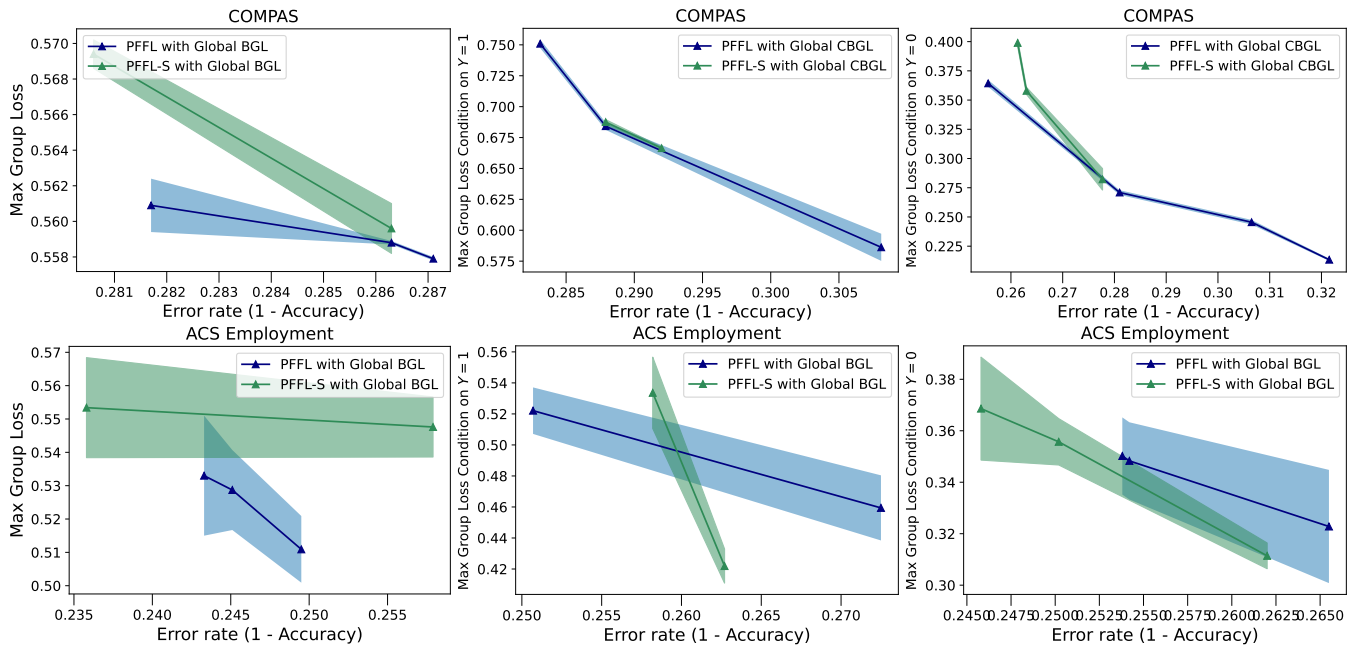 COMPAS
PFFL with Global BGL
PFFL-S with Global BGL
Max Group Loss
0.570
0.568
0.566
0.564
0.562
0.560
0.558
0.281 0.282 0.283 0.284 0.285 0.286 0.287
Error rate (1 - Accuracy)
COMPAS
PFFL with Global CBGL
PFFL-S with Global CBGL
Max Group Loss Condition on Y = 1
0.750
0.725
0.700
0.675
0.650
0.625
0.600
0.575
0.285 0.290 0.295 0.300 0.305
Error rate (1 - Accuracy)
COMPAS
PFFL with Global CBGL
PFFL-S with Global CBGL
Max Group Loss Condition on Y = 0
0.400
0.375
0.350
0.325
0.300
0.275
0.250
0.225
0.26 0.27 0.28 0.29 0.30 0.31 0.32
Error rate (1 - Accuracy)
ACS Employment
PFFL with Global BGL
PFFL-S with Global BGL
Max Group Loss
0.57
0.56
0.55
0.54
0.53
0.52
0.51
0.50
0.235 0.240 0.245 0.250 0.255
Error rate (1 - Accuracy)
ACS Employment
PFFL with Global BGL
PFFL-S with Global BGL
Max Group Loss Condition on Y = 1
0.56
0.54
0.52
0.50
0.48
0.46
0.44
0.42
0.250 0.255 0.260 0.265 0.270
Error rate (1 - Accuracy)
ACS Employment
PFFL with Global BGL
PFFL-S with Global BGL
Max Group Loss Condition on Y = 0
0.38
0.36
0.34
0.32
0.30
0.2450 0.2475 0.2500 0.2525 0.2550 0.2575 0.2600 0.2625 0.2650
Error rate (1 - Accuracy)